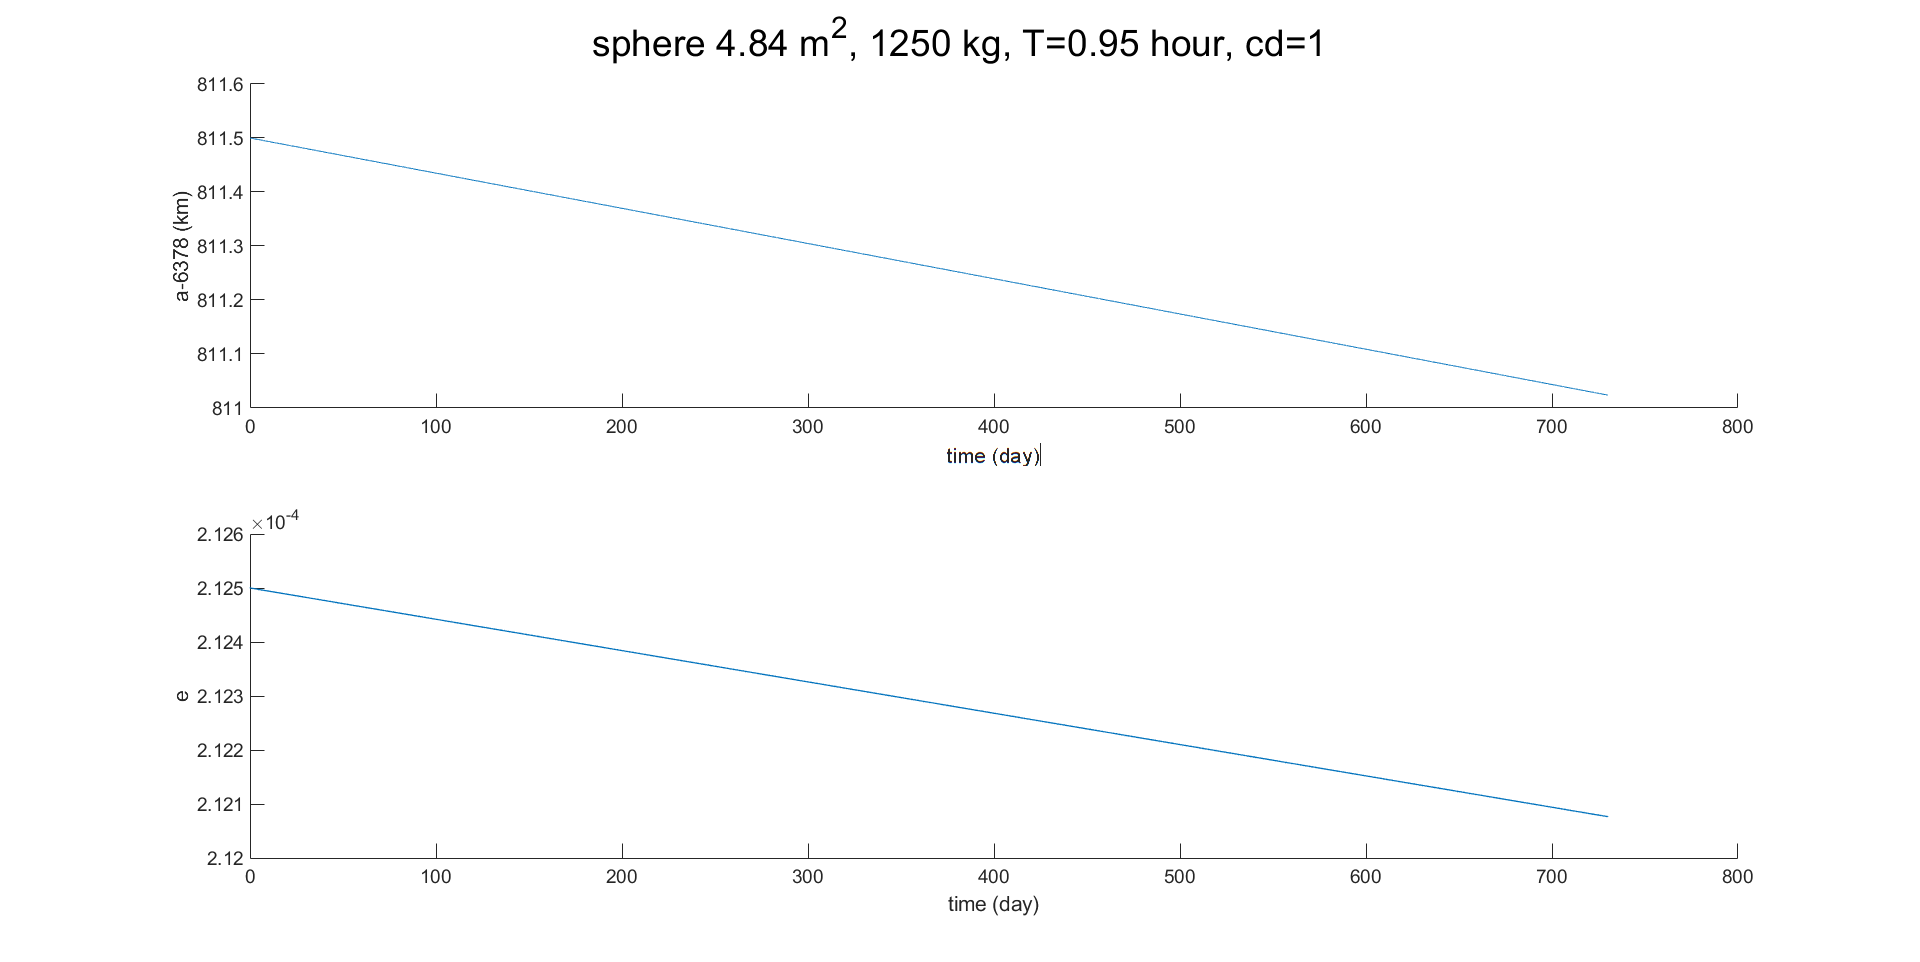 sphere 4.84 m², 1250 kg, T=0.95 hour, cd=1
811.6
811.5
811.4
811.3
811.2
811.1
811
a-6378 (km)
0 100 200 300 400 500 600 700 800
time (day)
×10⁻⁴
2.126
2.125
2.124
2.123
2.122
2.121
2.12
e
0 100 200 300 400 500 600 700 800
time (day)